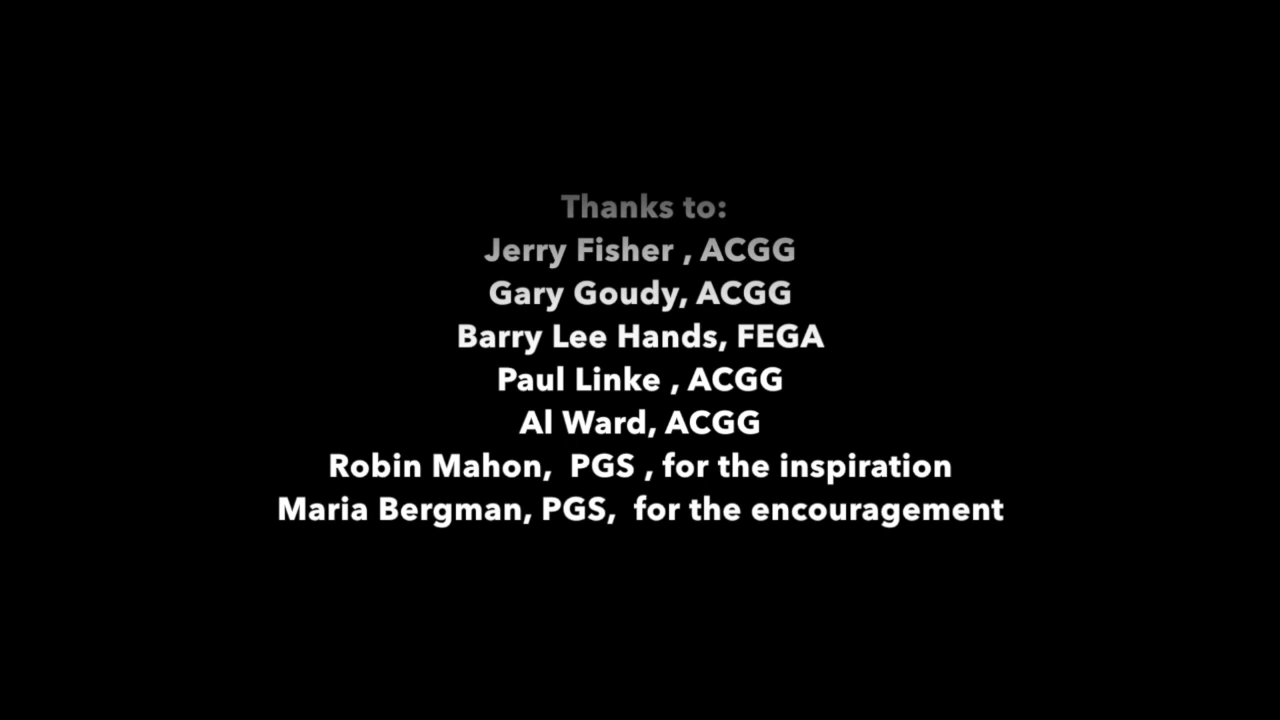 Thanks to:
Jerry Fisher , ACGG
Gary Goudy, ACGG
Barry Lee Hands, FEGA
Paul Linke , ACGG
Al Ward, ACGG
Robin Mahon,  PGS , for the inspiration
Maria Bergman, PGS,  for the encouragement